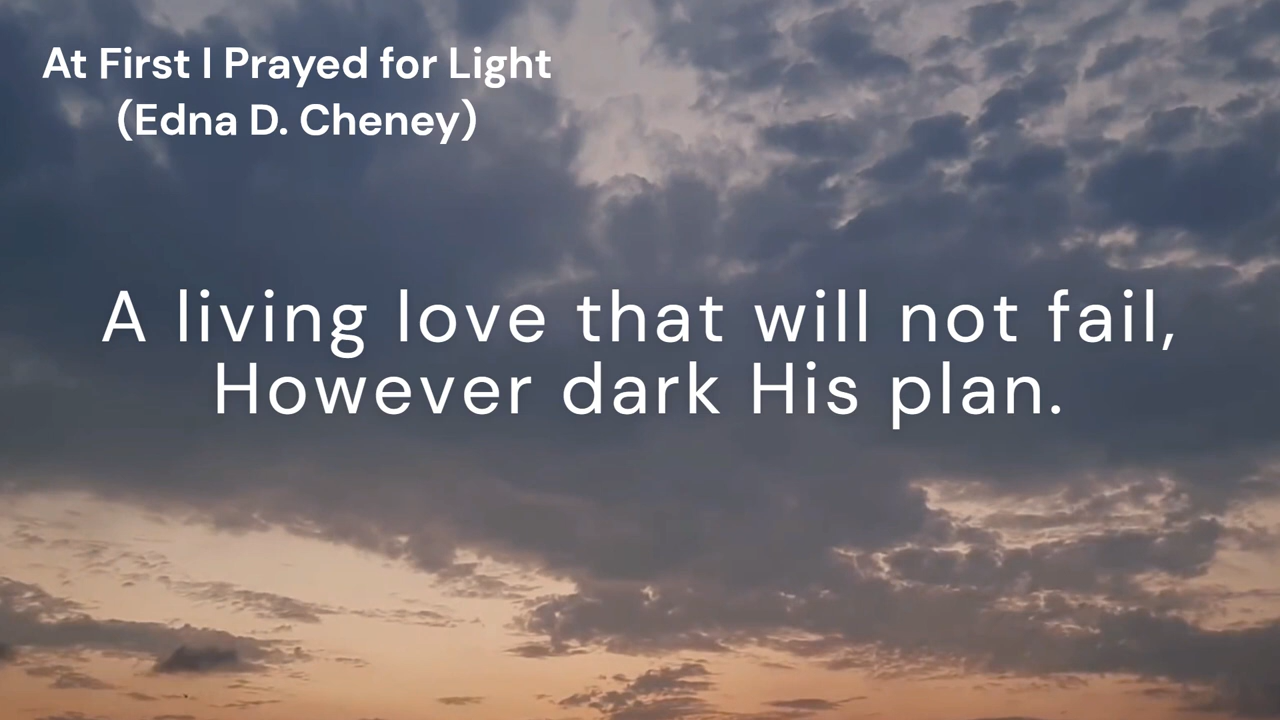 At First I Prayed for Light
(Edna D. Cheney)
A living love that will not fail,
However dark His plan.